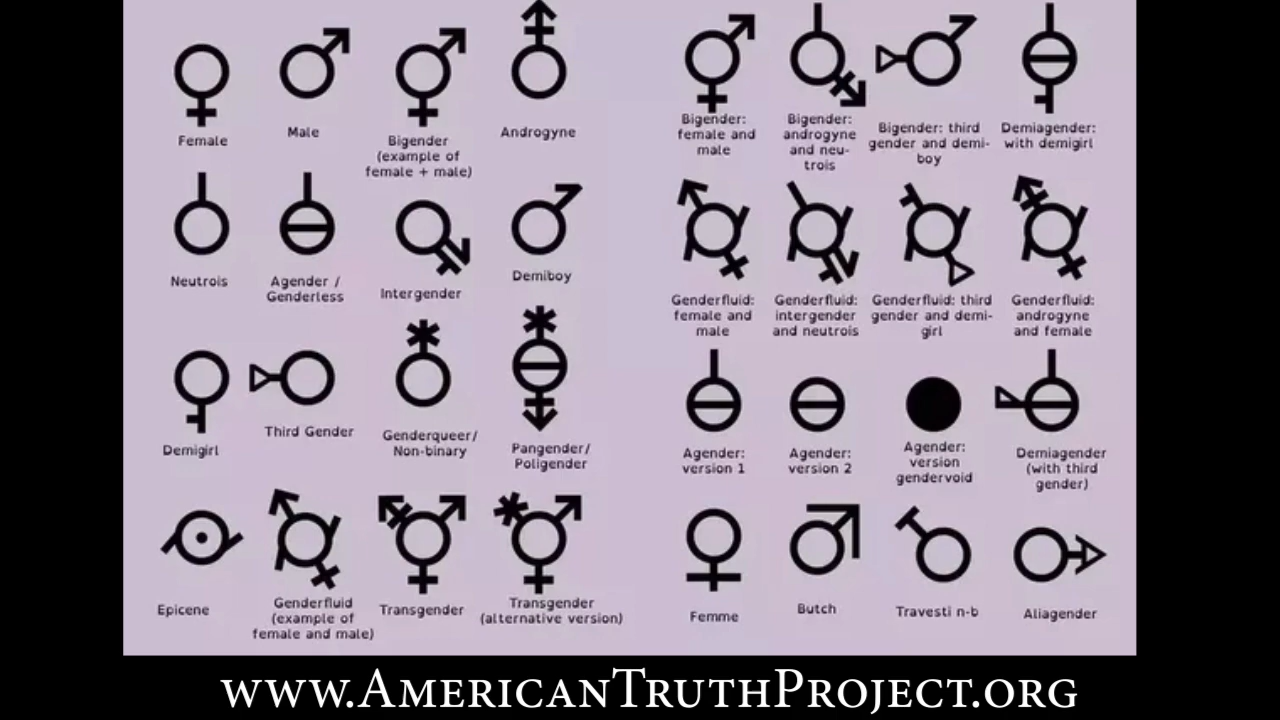 Female
Male
Bigender
(example of
female + male)
Androgyne
Bigender:
female and
male
Bigender:
androgyne
and neu-
trois
Bigender: third
gender and demi-
boy
Demiagender:
with demigirl
Neutrois
Agender /
Genderless
Intergender
Demiboy
Genderfluid:
female and
male
Genderfluid:
intergender
and neutrois
Genderfluid: third
gender and demi-
girl
Genderfluid:
androgyne
and female
Demigirl
Third Gender
Genderqueer/
Non-binary
Pangender/
Poligender
Agender:
version 1
Agender:
version 2
Agender:
version
gendervoid
Demiagender
(with third
gender)
Epicene
Genderfluid
(example of
female and male)
Transgender
Transgender
(alternative version)
Femme
Butch
Travesti n-b
Aliagender
www.AmericanTruthProject.org